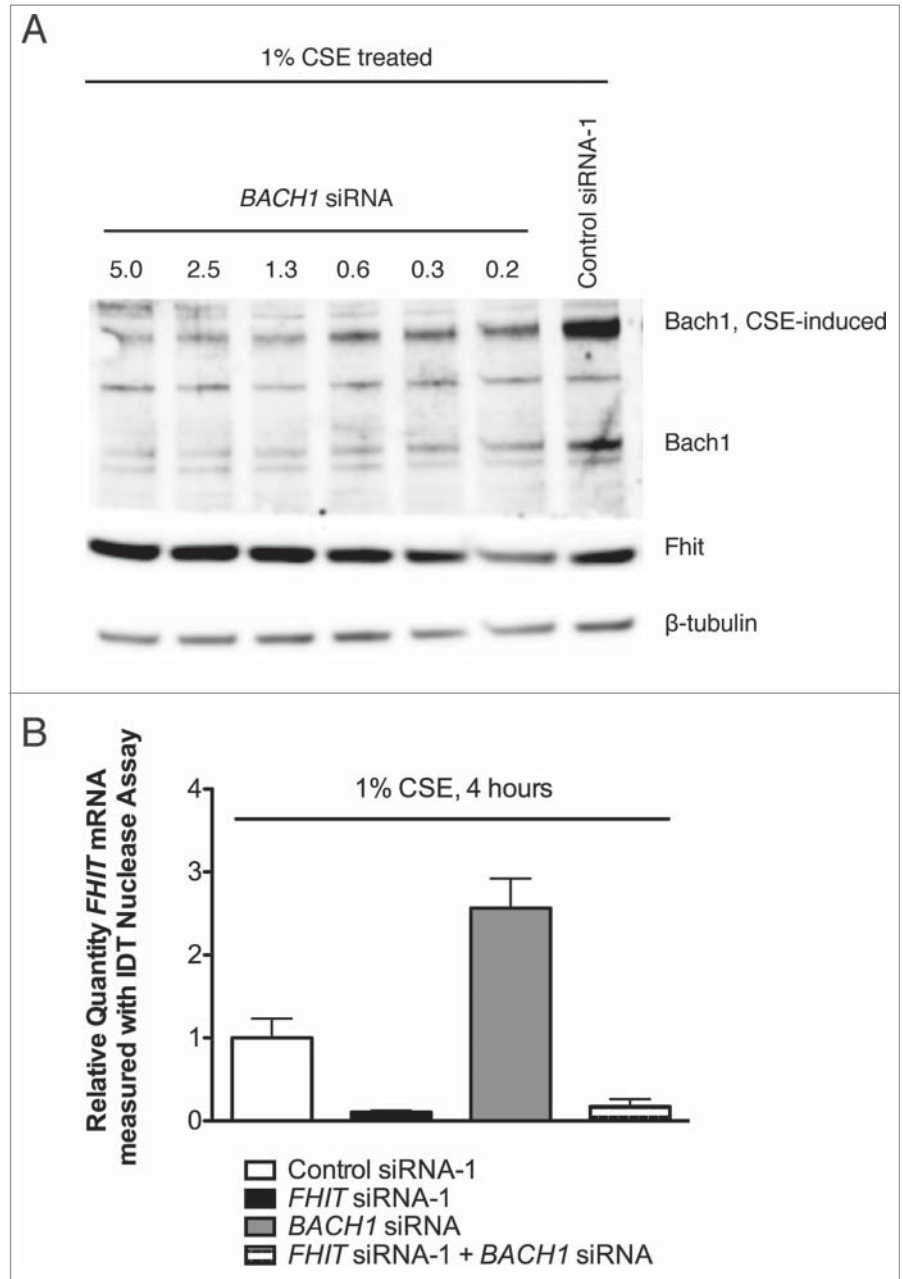 A
1% CSE treated
BACH1 siRNA
Control siRNA-1
5.0 2.5 1.3 0.6 0.3 0.2
Bach1, CSE-induced
Bach1
Fhit
β-tubulin
B
Relative Quantity FHIT mRNA
measured with IDT Nuclease Assay
1% CSE, 4 hours
4
3
2
1
0
Control siRNA-1
FHIT siRNA-1
BACH1 siRNA
FHIT siRNA-1 + BACH1 siRNA